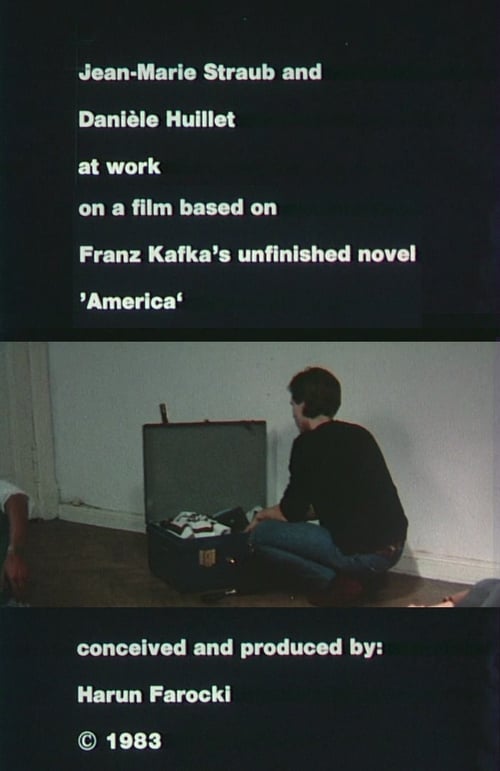 Jean-Marie Straub and
Danièle Huillet
at work
on a film based on
Franz Kafka's unfinished novel
'America‘
conceived and produced by:
Harun Farocki
© 1983